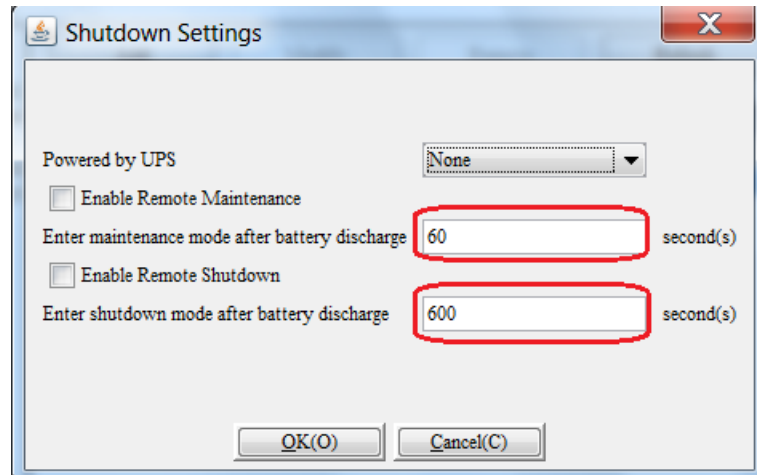 Shutdown Settings
Powered by UPS None
Enable Remote Maintenance
Enter maintenance mode after battery discharge 60 second(s)
Enable Remote Shutdown
Enter shutdown mode after battery discharge 600 second(s)
OK(O) Cancel(C)